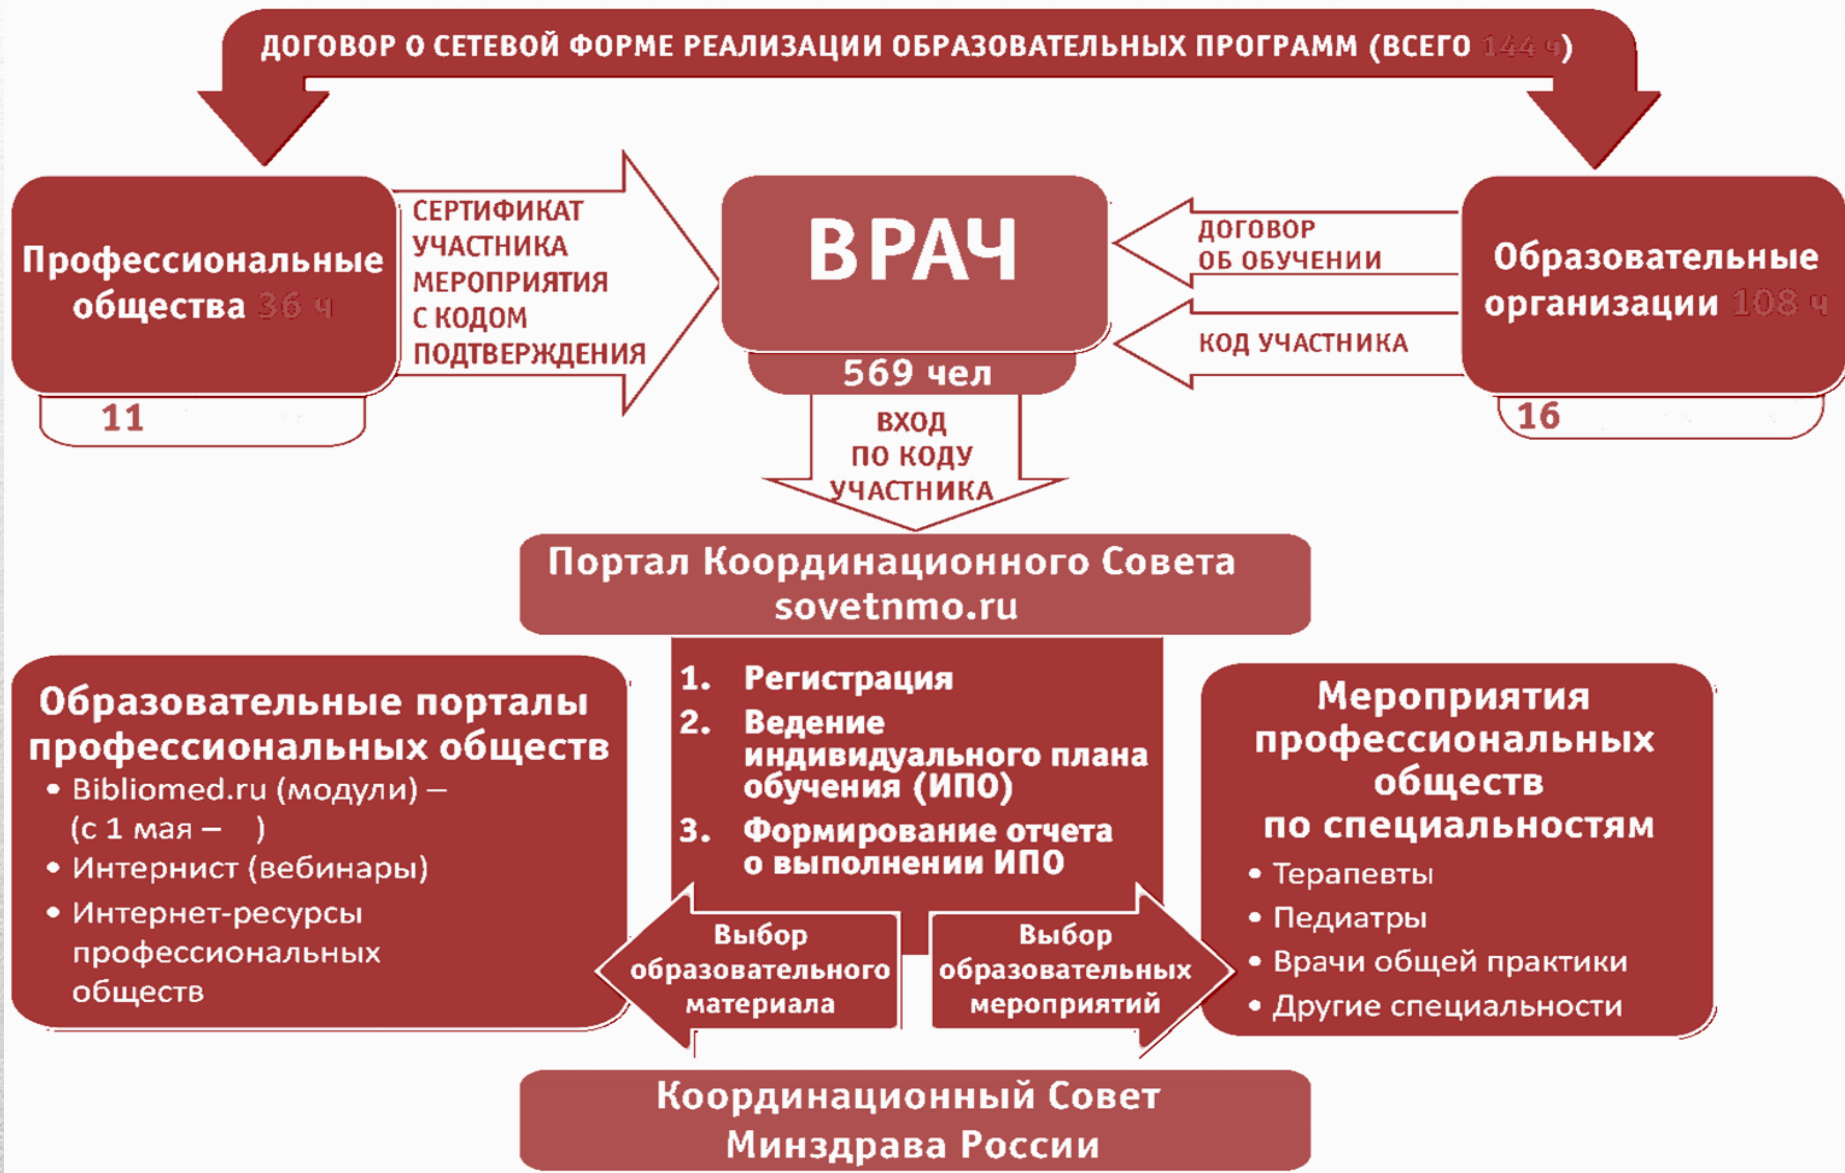 ДОГОВОР О СЕТЕВОЙ ФОРМЕ РЕАЛИЗАЦИИ ОБРАЗОВАТЕЛЬНЫХ ПРОГРАММ (ВСЕГО 144 ч)
Профессиональные
общества 36 ч
11
СЕРТИФИКАТ
УЧАСТНИКА
МЕРОПРИЯТИЯ
С КОДОМ
ПОДТВЕРЖДЕНИЯ
ВРАЧ
569 чел
ДОГОВОР
ОБ ОБУЧЕНИИ
КОД УЧАСТНИКА
Образовательные
организации 108 ч
16
ВХОД
ПО КОДУ
УЧАСТНИКА
Портал Координационного Совета
sovetnmo.ru
Образовательные порталы
профессиональных обществ
• Bibliomed.ru (модули) –
(с 1 мая – )
• Интернист (вебинары)
• Интернет-ресурсы
профессиональных
обществ
1. Регистрация
2. Ведение
индивидуального плана
обучения (ИПО)
3. Формирование отчета
о выполнении ИПО
Выбор
образовательного
материала
Выбор
образовательных
мероприятий
Мероприятия
профессиональных
обществ
по специальностям
• Терапевты
• Педиатры
• Врачи общей практики
• Другие специальности
Координационный Совет
Минздрава России